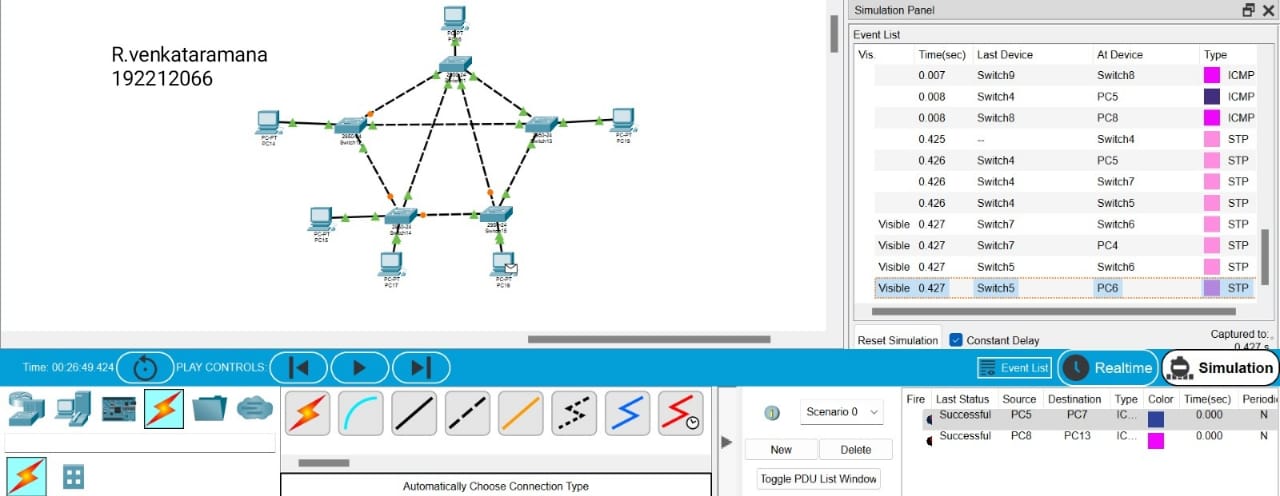 R.venkataramana
192212066
PC-PT
PC-PT
PC14
PC-PT
PC-PT
PC15
PC-PT
PC17
PC-PT
Simulation Panel
Event List
Vis. Time(sec) Last Device At Device Type
0.007 Switch9 Switch8 ICMP
0.008 Switch4 PC5 ICMP
0.008 Switch8 PC8 ICMP
0.425 -- Switch4 STP
0.426 Switch4 PC5 STP
0.426 Switch4 Switch7 STP
0.426 Switch4 Switch5 STP
Visible 0.427 Switch7 Switch6 STP
Visible 0.427 Switch7 PC4 STP
Visible 0.427 Switch5 Switch6 STP
Visible 0.427 Switch5 PC6 STP
Reset Simulation Constant Delay Captured to:
0.427 s
Time: 00:26:49.424 PLAY CONTROLS: Event List Realtime Simulation
Scenario 0
New Delete
Toggle PDU List Window
Automatically Choose Connection Type
Fire Last Status Source Destination Type Color Time(sec) Periodic
Successful PC5 PC7 IC... 0.000 N
Successful PC8 PC13 IC... 0.000 N